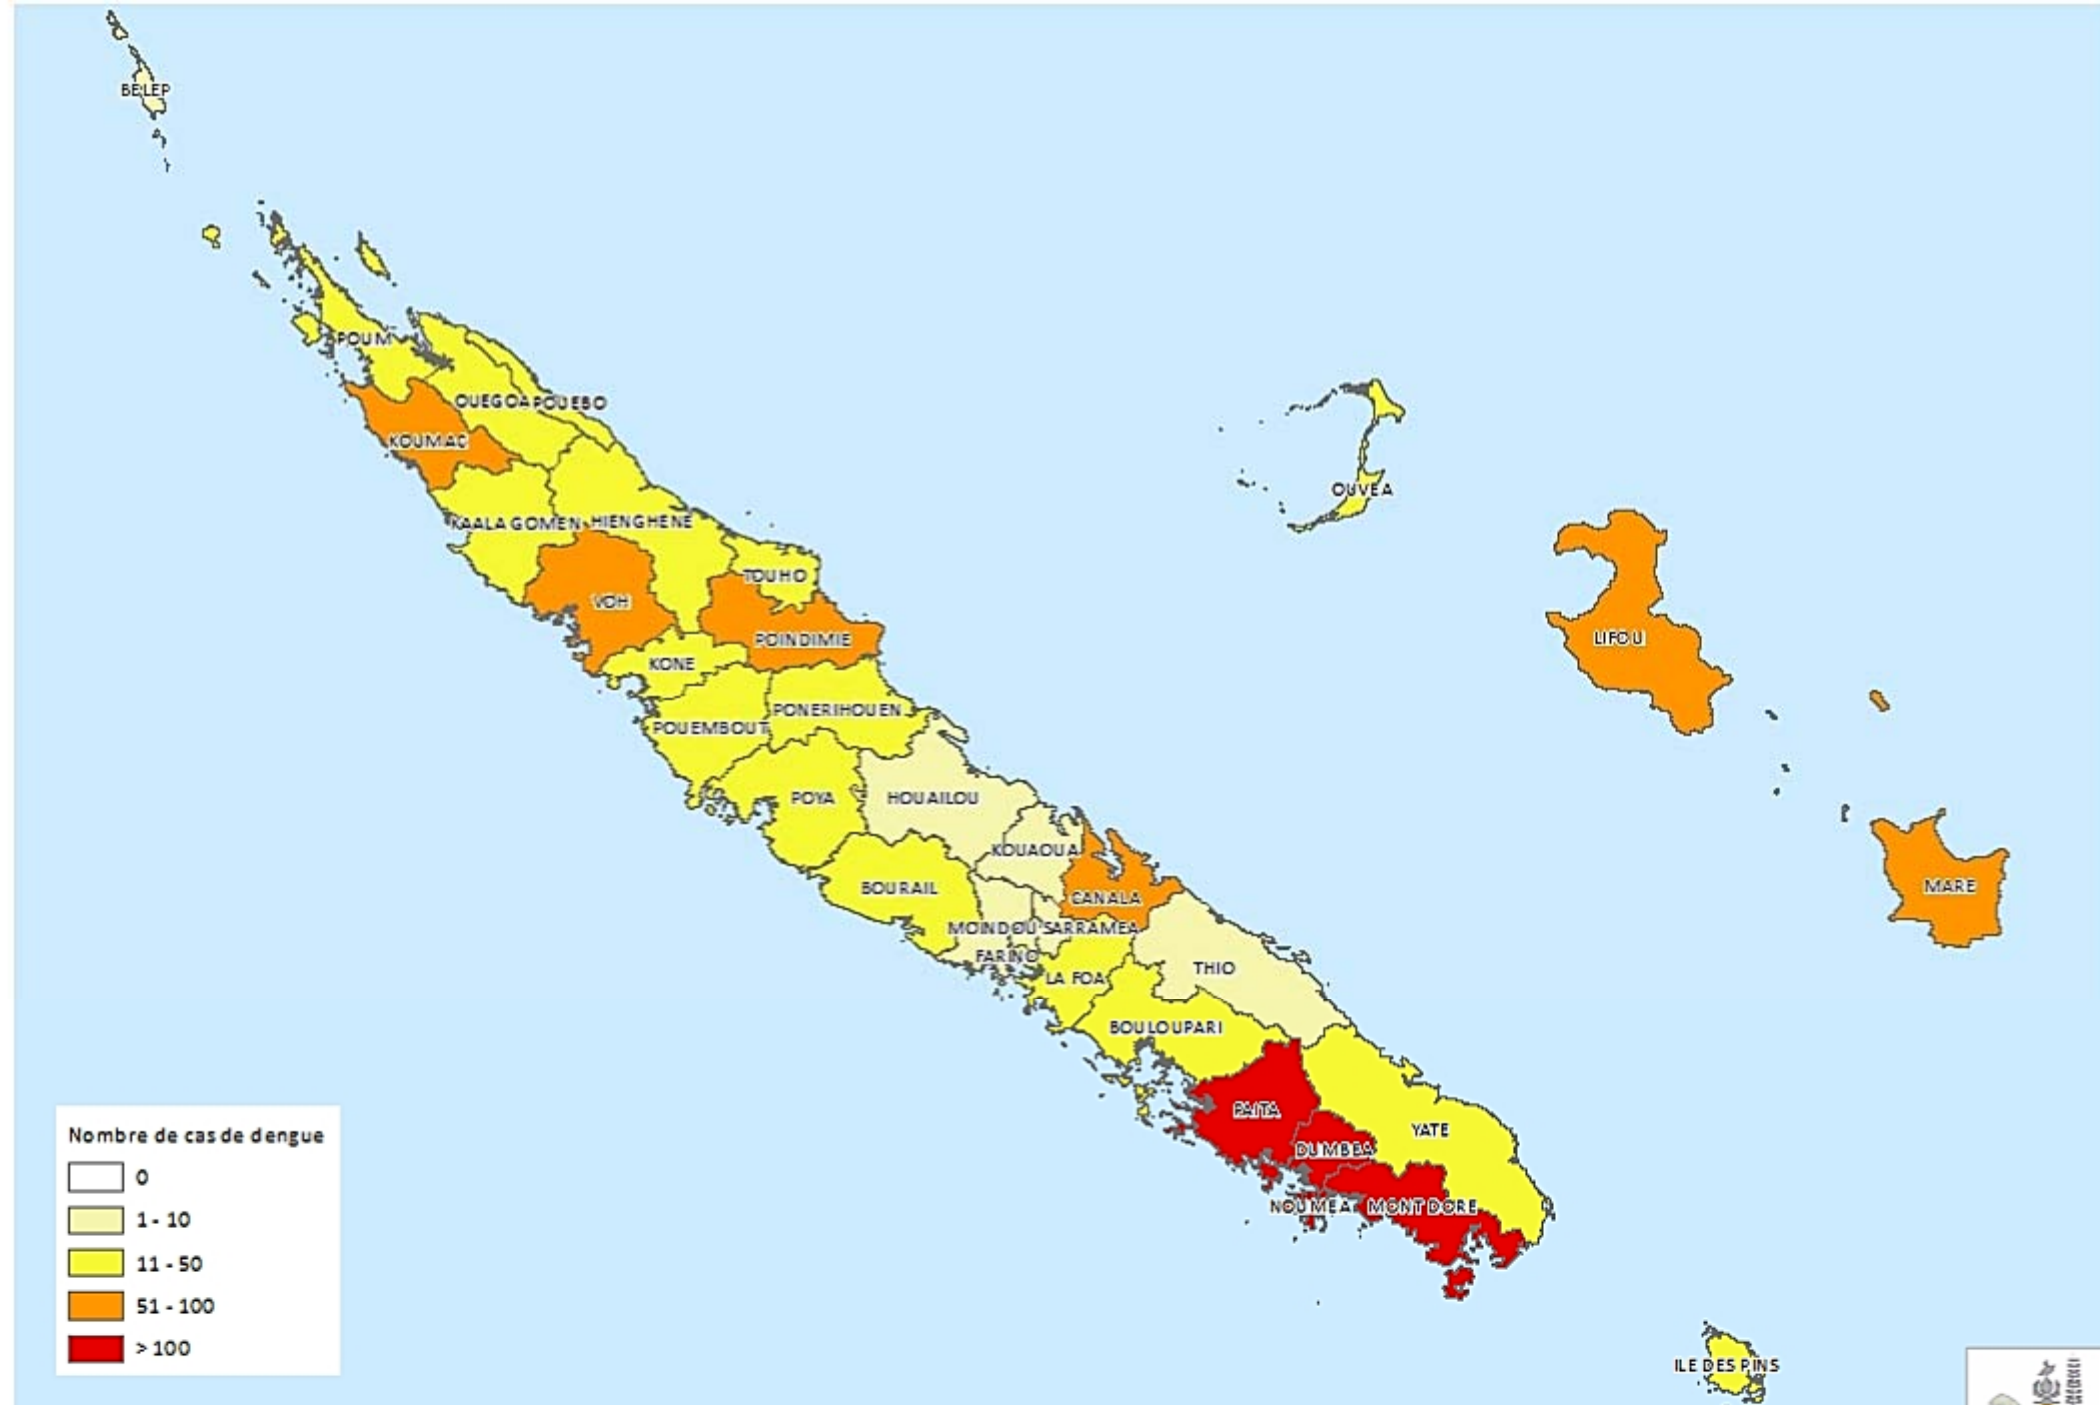 BELEP
POUM
OUEGOA
POUEBO
KOUMAC
OUVEA
KAALA GOMEN
HIENGHENE
TOUHO
VOH
POINDIMIE
LIFOU
KONE
PONERIHOUEN
POUEMBOUT
POYA
HOUAILOU
KOUAOUA
BOURAIL
CANALA
MARE
MOINDOU
SARRAMEA
FARINO
LA FOA
THIO
BOULOUPARI
PAITA
YATE
DUMBEA
NOUMEA
MONT DORE
ILE DES PINS
Nombre de cas de dengue
0
1 - 10
11 - 50
51 - 100
> 100